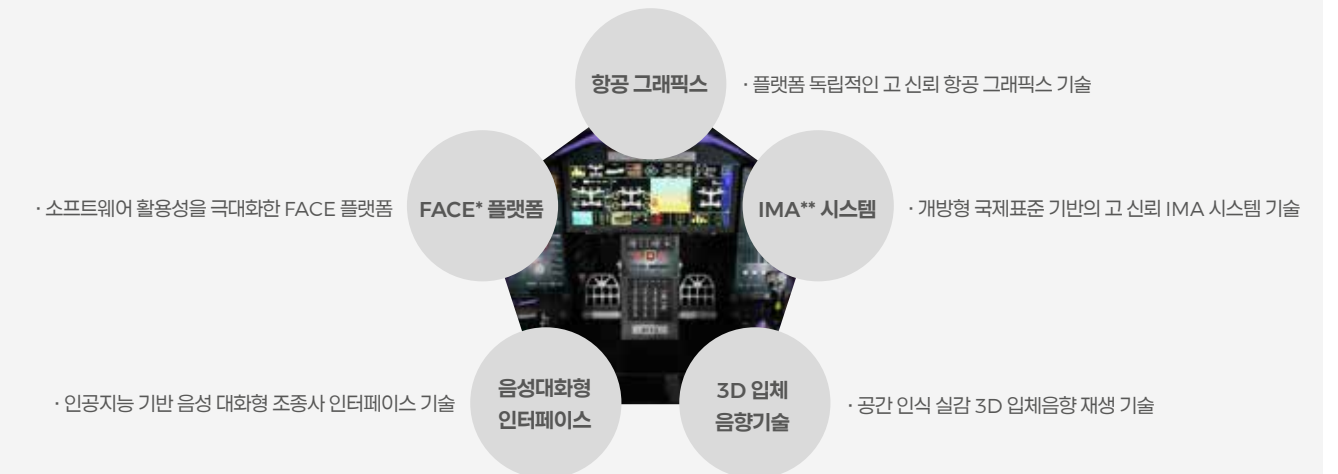 항공 그래픽스
· 플랫폼 독립적인 고 신뢰 항공 그래픽스 기술
· 소프트웨어 활용성을 극대화한 FACE 플랫폼
FACE* 플랫폼
IMA** 시스템
· 개방형 국제표준 기반의 고 신뢰 IMA 시스템 기술
· 인공지능 기반 음성 대화형 조종사 인터페이스 기술
음성대화형
인터페이스
3D 입체
음향기술
· 공간 인식 실감 3D 입체음향 재생 기술